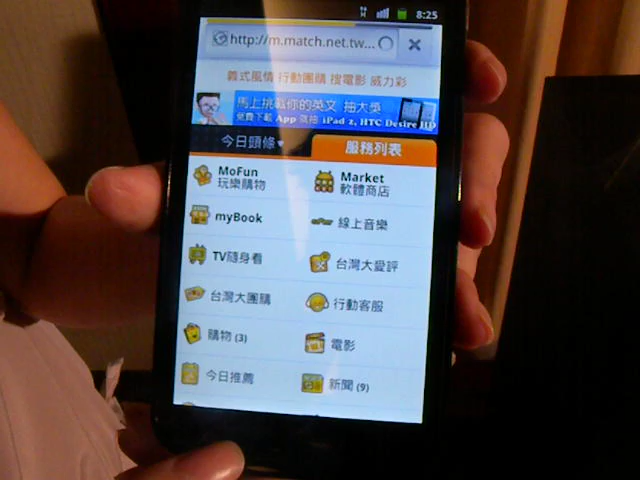 8:25
http://m.match.net.tw...
義式風情 行動團購 搜電影 威力彩
馬上挑戰你的英文 抽大獎
免費下載 App 就抽 iPad 2, HTC Desire HD
今日頭條
服務列表
MoFun
玩樂購物
Market
軟體商店
myBook
線上音樂
TV隨身看
台灣大愛評
台灣大團購
行動客服
購物 (3)
電影
今日推薦
新聞 (9)